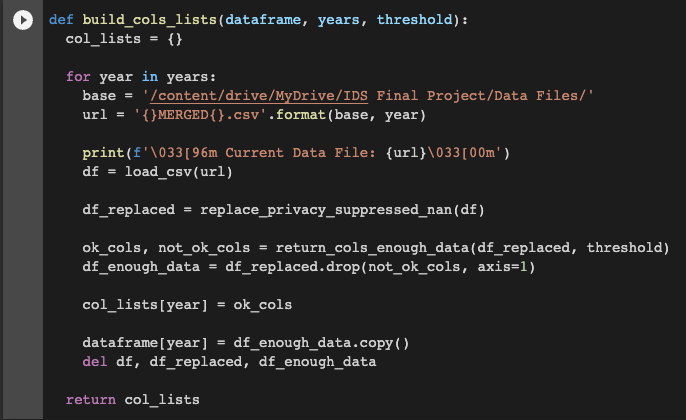 def build_cols_lists(dataframe, years, threshold):
  col_lists = {}
  for year in years:
    base = '/content/drive/MyDrive/IDS Final Project/Data Files/'
    url = '{}MERGED{}.csv'.format(base, year)
    print(f'\033[96m Current Data File: {url}\033[00m')
    df = load_csv(url)
    df_replaced = replace_privacy_suppressed_nan(df)
    ok_cols, not_ok_cols = return_cols_enough_data(df_replaced, threshold)
    df_enough_data = df_replaced.drop(not_ok_cols, axis=1)
    col_lists[year] = ok_cols
    dataframe[year] = df_enough_data.copy()
    del df, df_replaced, df_enough_data
  return col_lists